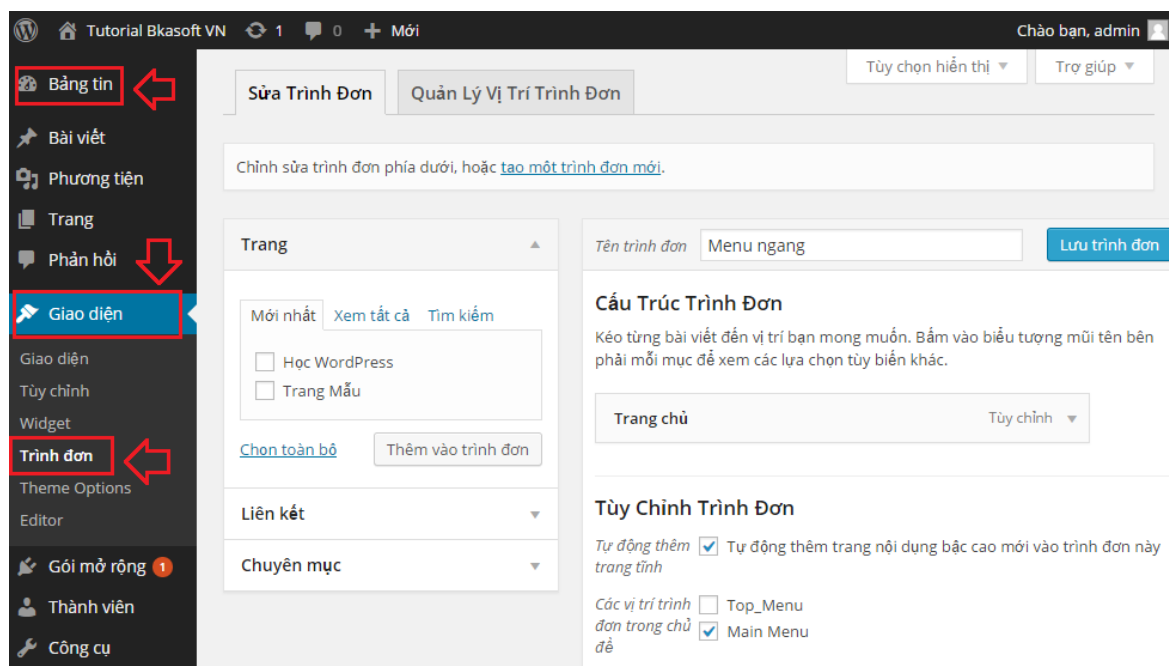 Tutorial Bkasoft VN 1 0 + Mới Chào bạn, admin
Bảng tin
Bài viết
Phương tiện
Trang
Phản hồi
Giao diện
Giao diện
Tùy chỉnh
Widget
Trình đơn
Theme Options
Editor
Gói mở rộng 1
Thành viên
Công cụ
Tùy chọn hiển thị Trợ giúp
Sửa Trình Đơn Quản Lý Vị Trí Trình Đơn
Chỉnh sửa trình đơn phía dưới, hoặc tạo một trình đơn mới.
Trang
Mới nhất Xem tất cả Tìm kiếm
Học WordPress
Trang Mẫu
Chọn toàn bộ Thêm vào trình đơn
Liên kết
Chuyên mục
Tên trình đơn Menu ngang Lưu trình đơn
Cấu Trúc Trình Đơn
Kéo từng bài viết đến vị trí bạn mong muốn. Bấm vào biểu tượng mũi tên bên
phải mỗi mục để xem các lựa chọn tùy biến khác.
Trang chủ Tùy chỉnh
Tùy Chỉnh Trình Đơn
Tự động thêm Tự động thêm trang nội dụng bậc cao mới vào trình đơn này
trang tĩnh
Các vị trí trình Top_Menu
đơn trong chủ Main Menu
đề